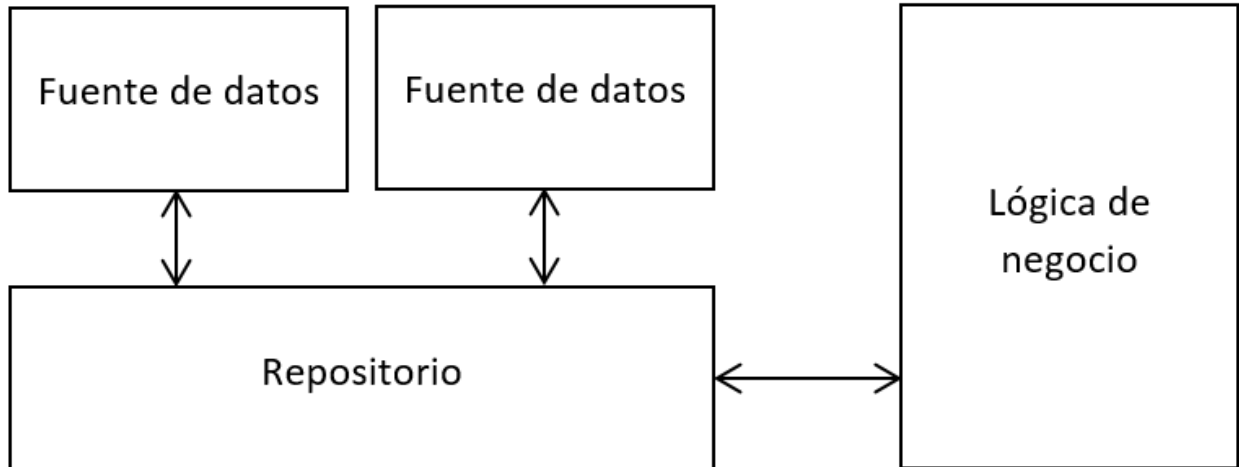 Fuente de datos
Fuente de datos
Lógica de
negocio
Repositorio